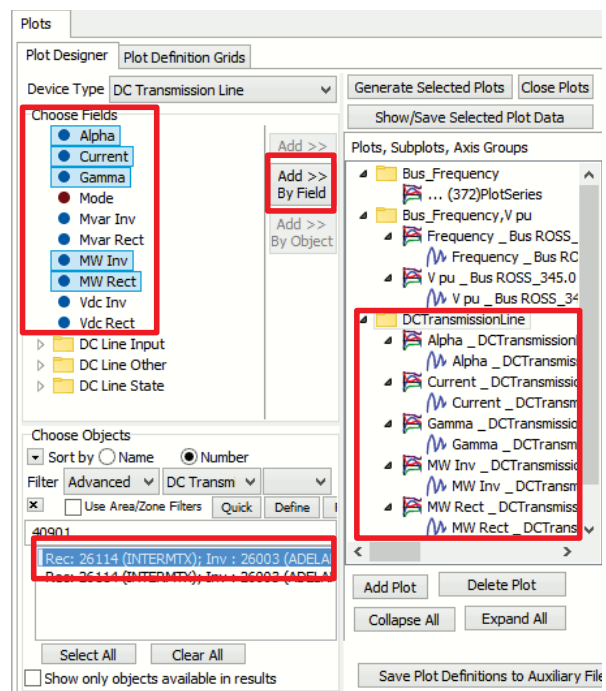 Plots
Plot Designer
Plot Definition Grids
Device Type DC Transmission Line
Choose Fields
Alpha
Current
Gamma
Mode
Mvar Inv
Mvar Rect
MW Inv
MW Rect
Vdc Inv
Vdc Rect
DC Line Input
DC Line Other
DC Line State
Add >>
Add >>
By Field
Add >>
By Object
Choose Objects
Sort by Name Number
Filter Advanced DC Transm
Use Area/Zone Filters Quick Define
40901
Rec: 26114 (INTERMTX); Inv : 26003 (ADELA
Rec: 26114 (INTERMTX); Inv : 26003 (ADELA
Select All Clear All
Show only objects available in results
Generate Selected Plots Close Plots
Show/Save Selected Plot Data
Plots, Subplots, Axis Groups
Bus_Frequency
... (372)PlotSeries
Bus_Frequency,V pu
Frequency _ Bus ROSS_
Frequency _ Bus RO
V pu _ Bus ROSS_345.0
V pu _ Bus ROSS_34
DCTransmissionLine
Alpha _ DCTransmission
Alpha _ DCTransmis
Current _ DCTransmissio
Current _ DCTransm
Gamma _ DCTransmissio
Gamma _ DCTransm
MW Inv _ DCTransmissio
MW Inv _ DCTransm
MW Rect _ DCTransmiss
MW Rect _ DCTrans
Add Plot Delete Plot
Collapse All Expand All
Save Plot Definitions to Auxiliary File